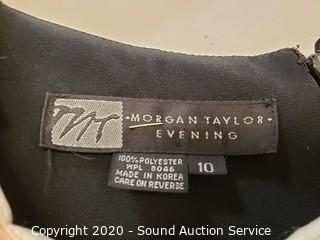 MT
·MORGAN TAYLOR·
EVENING
100% POLYESTER
WPL 8046
MADE IN KOREA
CARE ON REVERSE
10
Copyright 2020 - Sound Auction Service